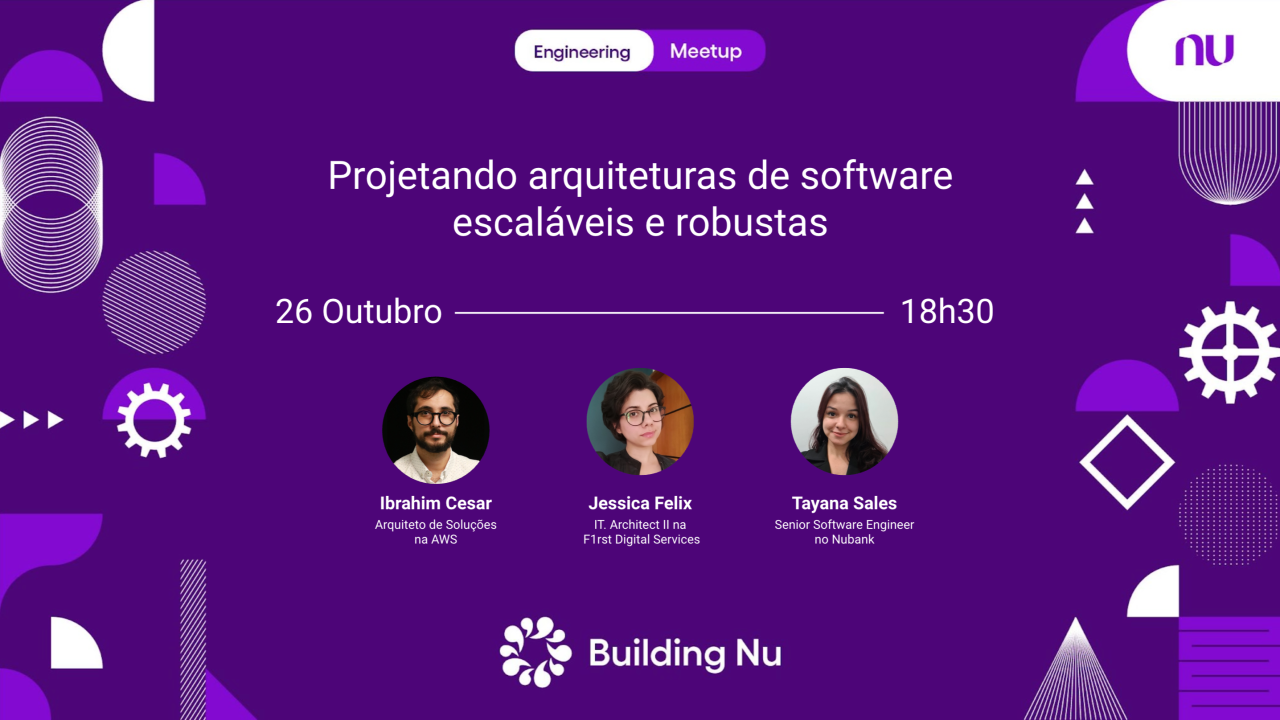 Engineering Meetup
nu
Projetando arquiteturas de software
escaláveis e robustas
26 Outubro 18h30
Ibrahim Cesar
Arquiteto de Soluções
na AWS
Jessica Felix
IT. Architect II na
F1rst Digital Services
Tayana Sales
Senior Software Engineer
no Nubank
Building Nu